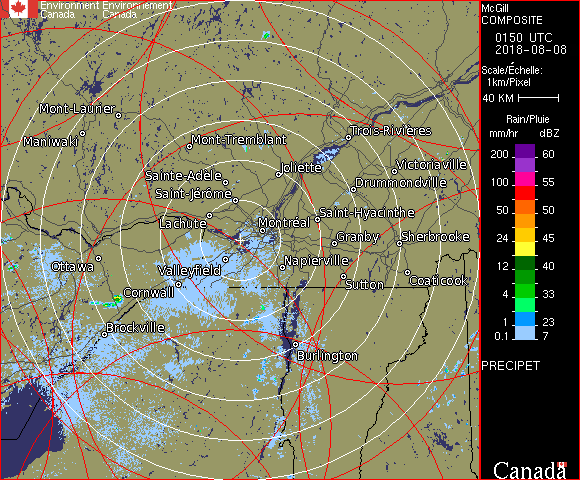 Environment Environnement
Canada Canada
McGill
COMPOSITE
0150 UTC
2018-08-08
Scale/Échelle:
1km/Pixel
40 KM
Rain/Pluie
mm/hr dBZ
200 60
100 55
50 50
24 45
12 40
4 33
1 23
0.1 7
PRECIPET
Canada
Mont-Laurier
Maniwaki
Mont-Tremblant
Trois-Rivières
Joliette
Victoriaville
Sainte-Adèle
Drummondville
Saint-Jérôme
Saint-Hyacinthe
Lachute
Montréal
Granby
Sherbrooke
Ottawa
Valleyfield
Napierville
Sutton
Coaticook
Cornwall
Brockville
Burlington